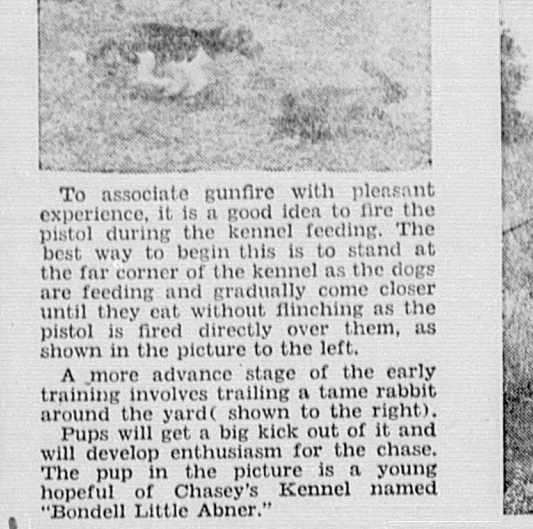 To associate gunfire with pleasant
experience, it is a good idea to fire the
pistol during the kennel feeding. The
best way to begin this is to stand at
the far corner of the kennel as the dogs
are feeding and gradually come closer
until they eat without flinching as the
pistol is fired directly over them, as
shown in the picture to the left.
A more advance stage of the early
training involves trailing a tame rabbit
around the yard( shown to the right).
Pups will get a big kick out of it and
will develop enthusiasm for the chase.
The pup in the picture is a young
hopeful of Chasey's Kennel named
"Bondell Little Abner."